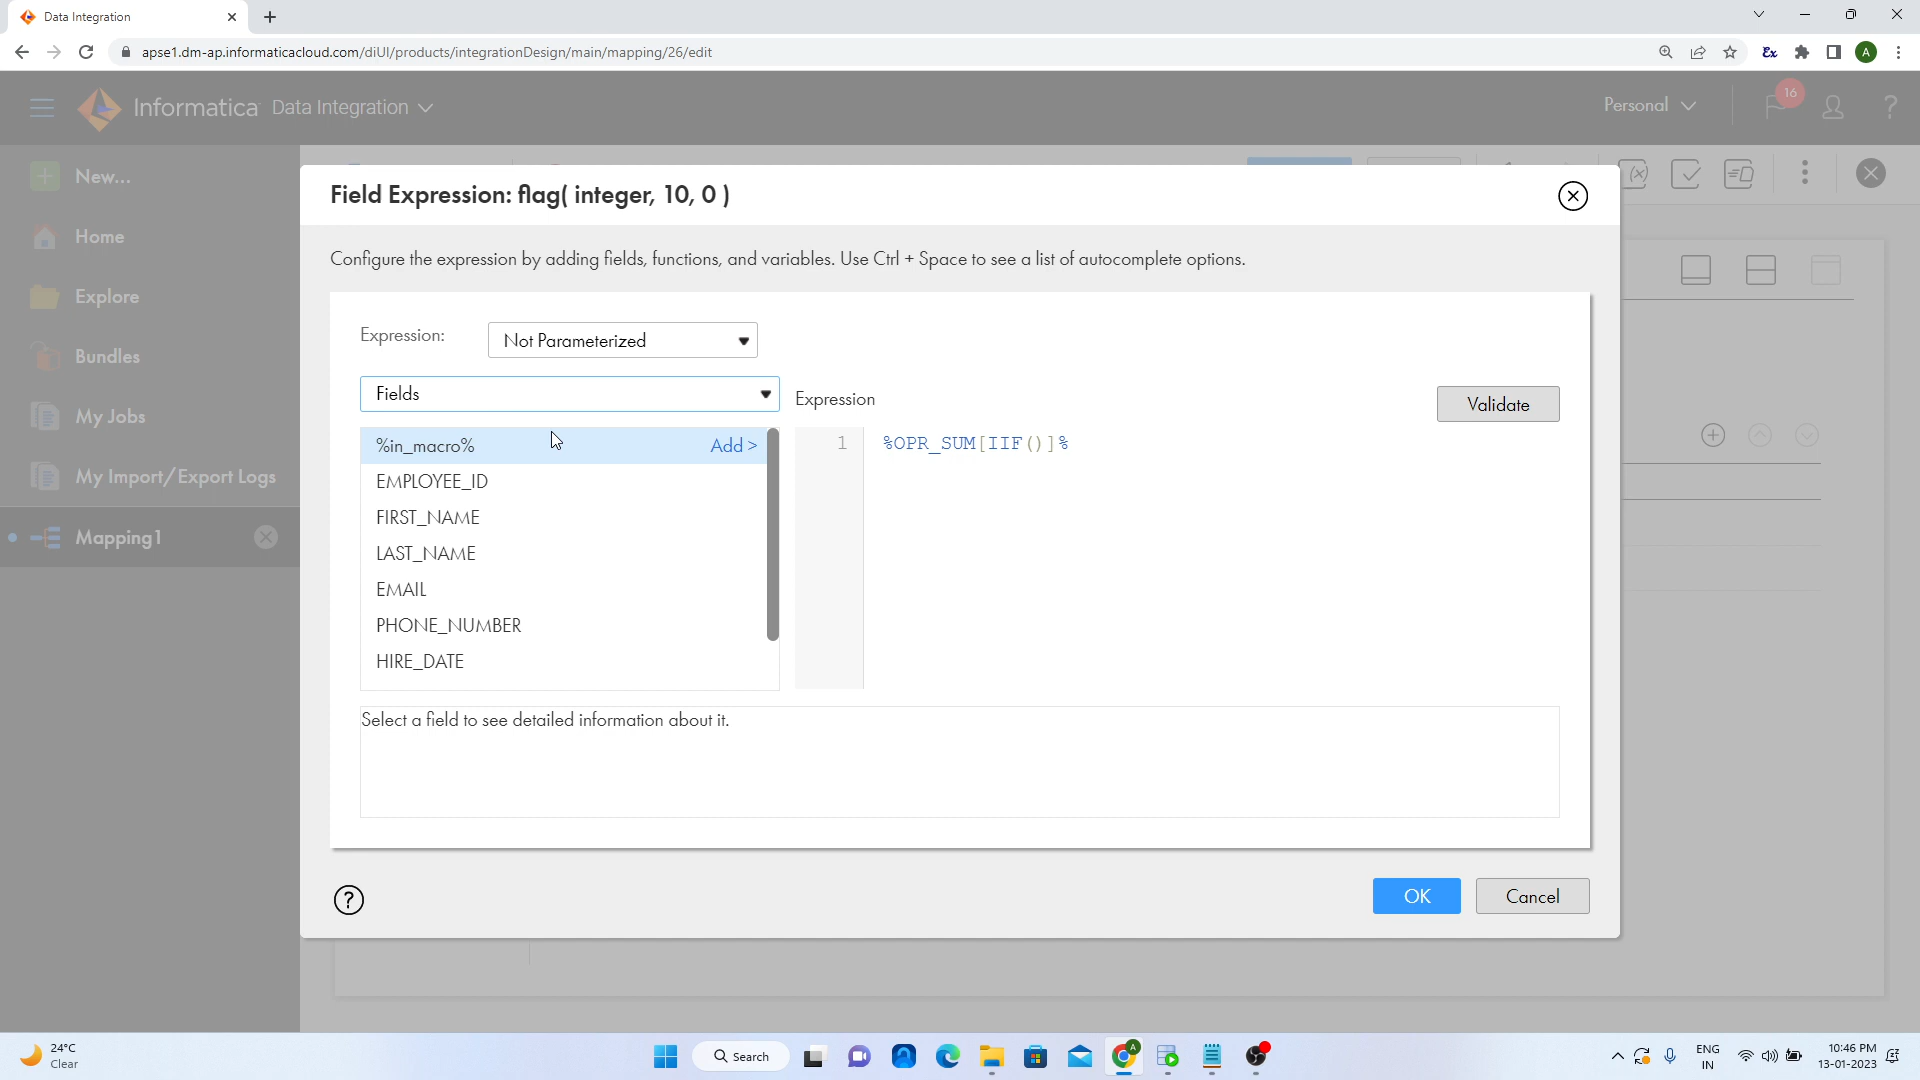 Data Integration
apse1.dm-ap.informaticacloud.com/diUI/products/integrationDesign/main/mapping/26/edit
Ex
A
Informatica Data Integration
Personal
16
?
New...
Home
Explore
Bundles
My Jobs
My Import/Export Logs
Mapping1
Field Expression: flag( integer, 10, 0 )
Configure the expression by adding fields, functions, and variables. Use Ctrl + Space to see a list of autocomplete options.
Expression:
Not Parameterized
Fields
Expression
Validate
%in_macro%
Add >
1
%OPR_SUM[IIF()]%
EMPLOYEE_ID
FIRST_NAME
LAST_NAME
EMAIL
PHONE_NUMBER
HIRE_DATE
Select a field to see detailed information about it.
?
OK
Cancel
24°C
Clear
Search
A
ENG
IN
10:46 PM
13-01-2023